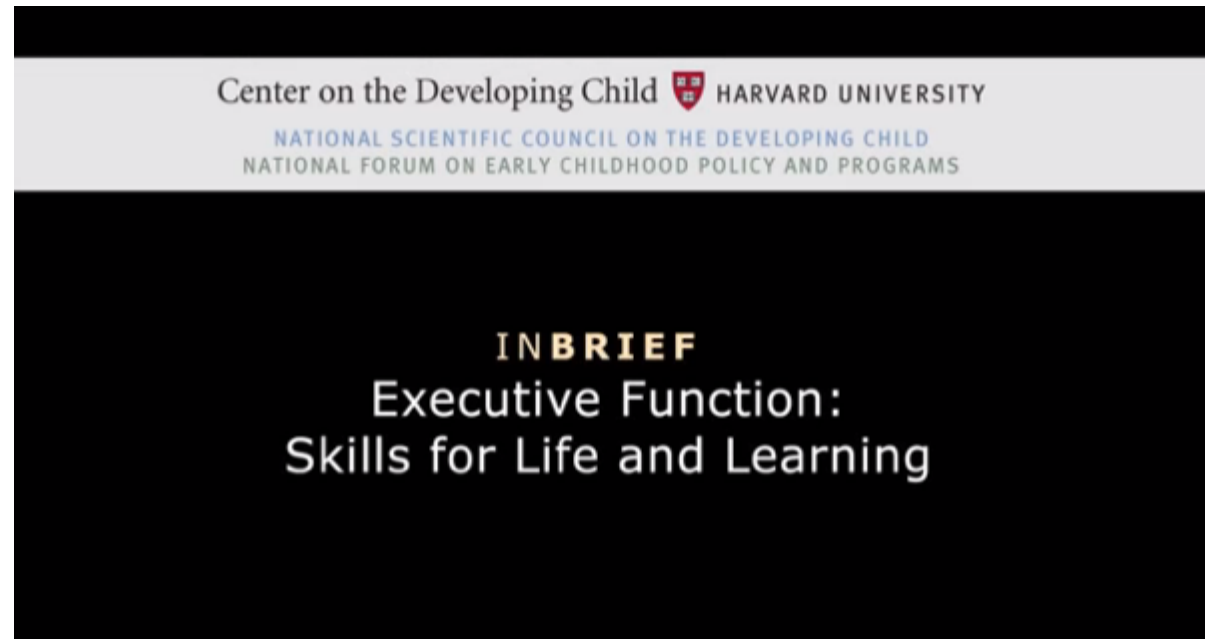 Center on the Developing Child HARVARD UNIVERSITY
NATIONAL SCIENTIFIC COUNCIL ON THE DEVELOPING CHILD
NATIONAL FORUM ON EARLY CHILDHOOD POLICY AND PROGRAMS
INBRIEF
Executive Function:
Skills for Life and Learning